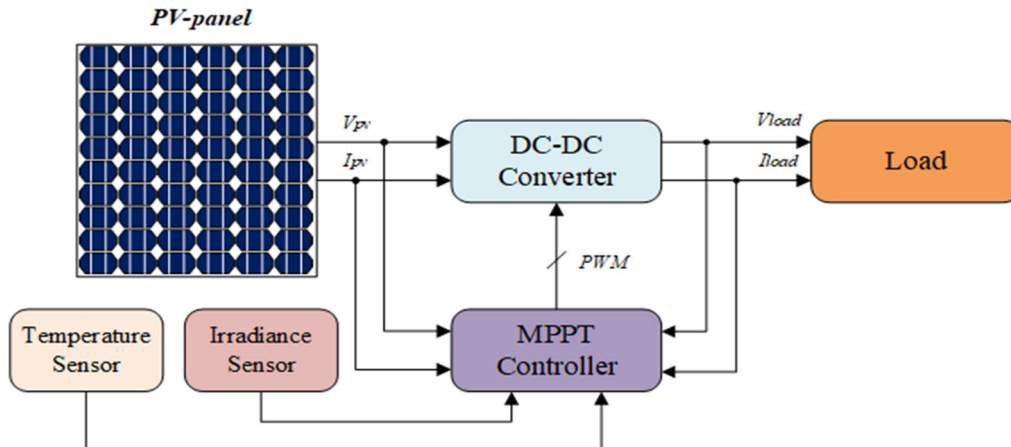 PV-panel
Vpv
Ipv
DC-DC
Converter
Vload
Iload
Load
PWM
Temperature
Sensor
Irradiance
Sensor
MPPT
Controller